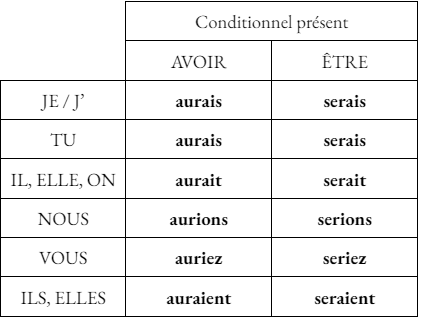 Conditionnel présent
AVOIR ÊTRE
JE / J’ aurais serais
TU aurais serais
IL, ELLE, ON aurait serait
NOUS aurions serions
VOUS auriez seriez
ILS, ELLES auraient seraient